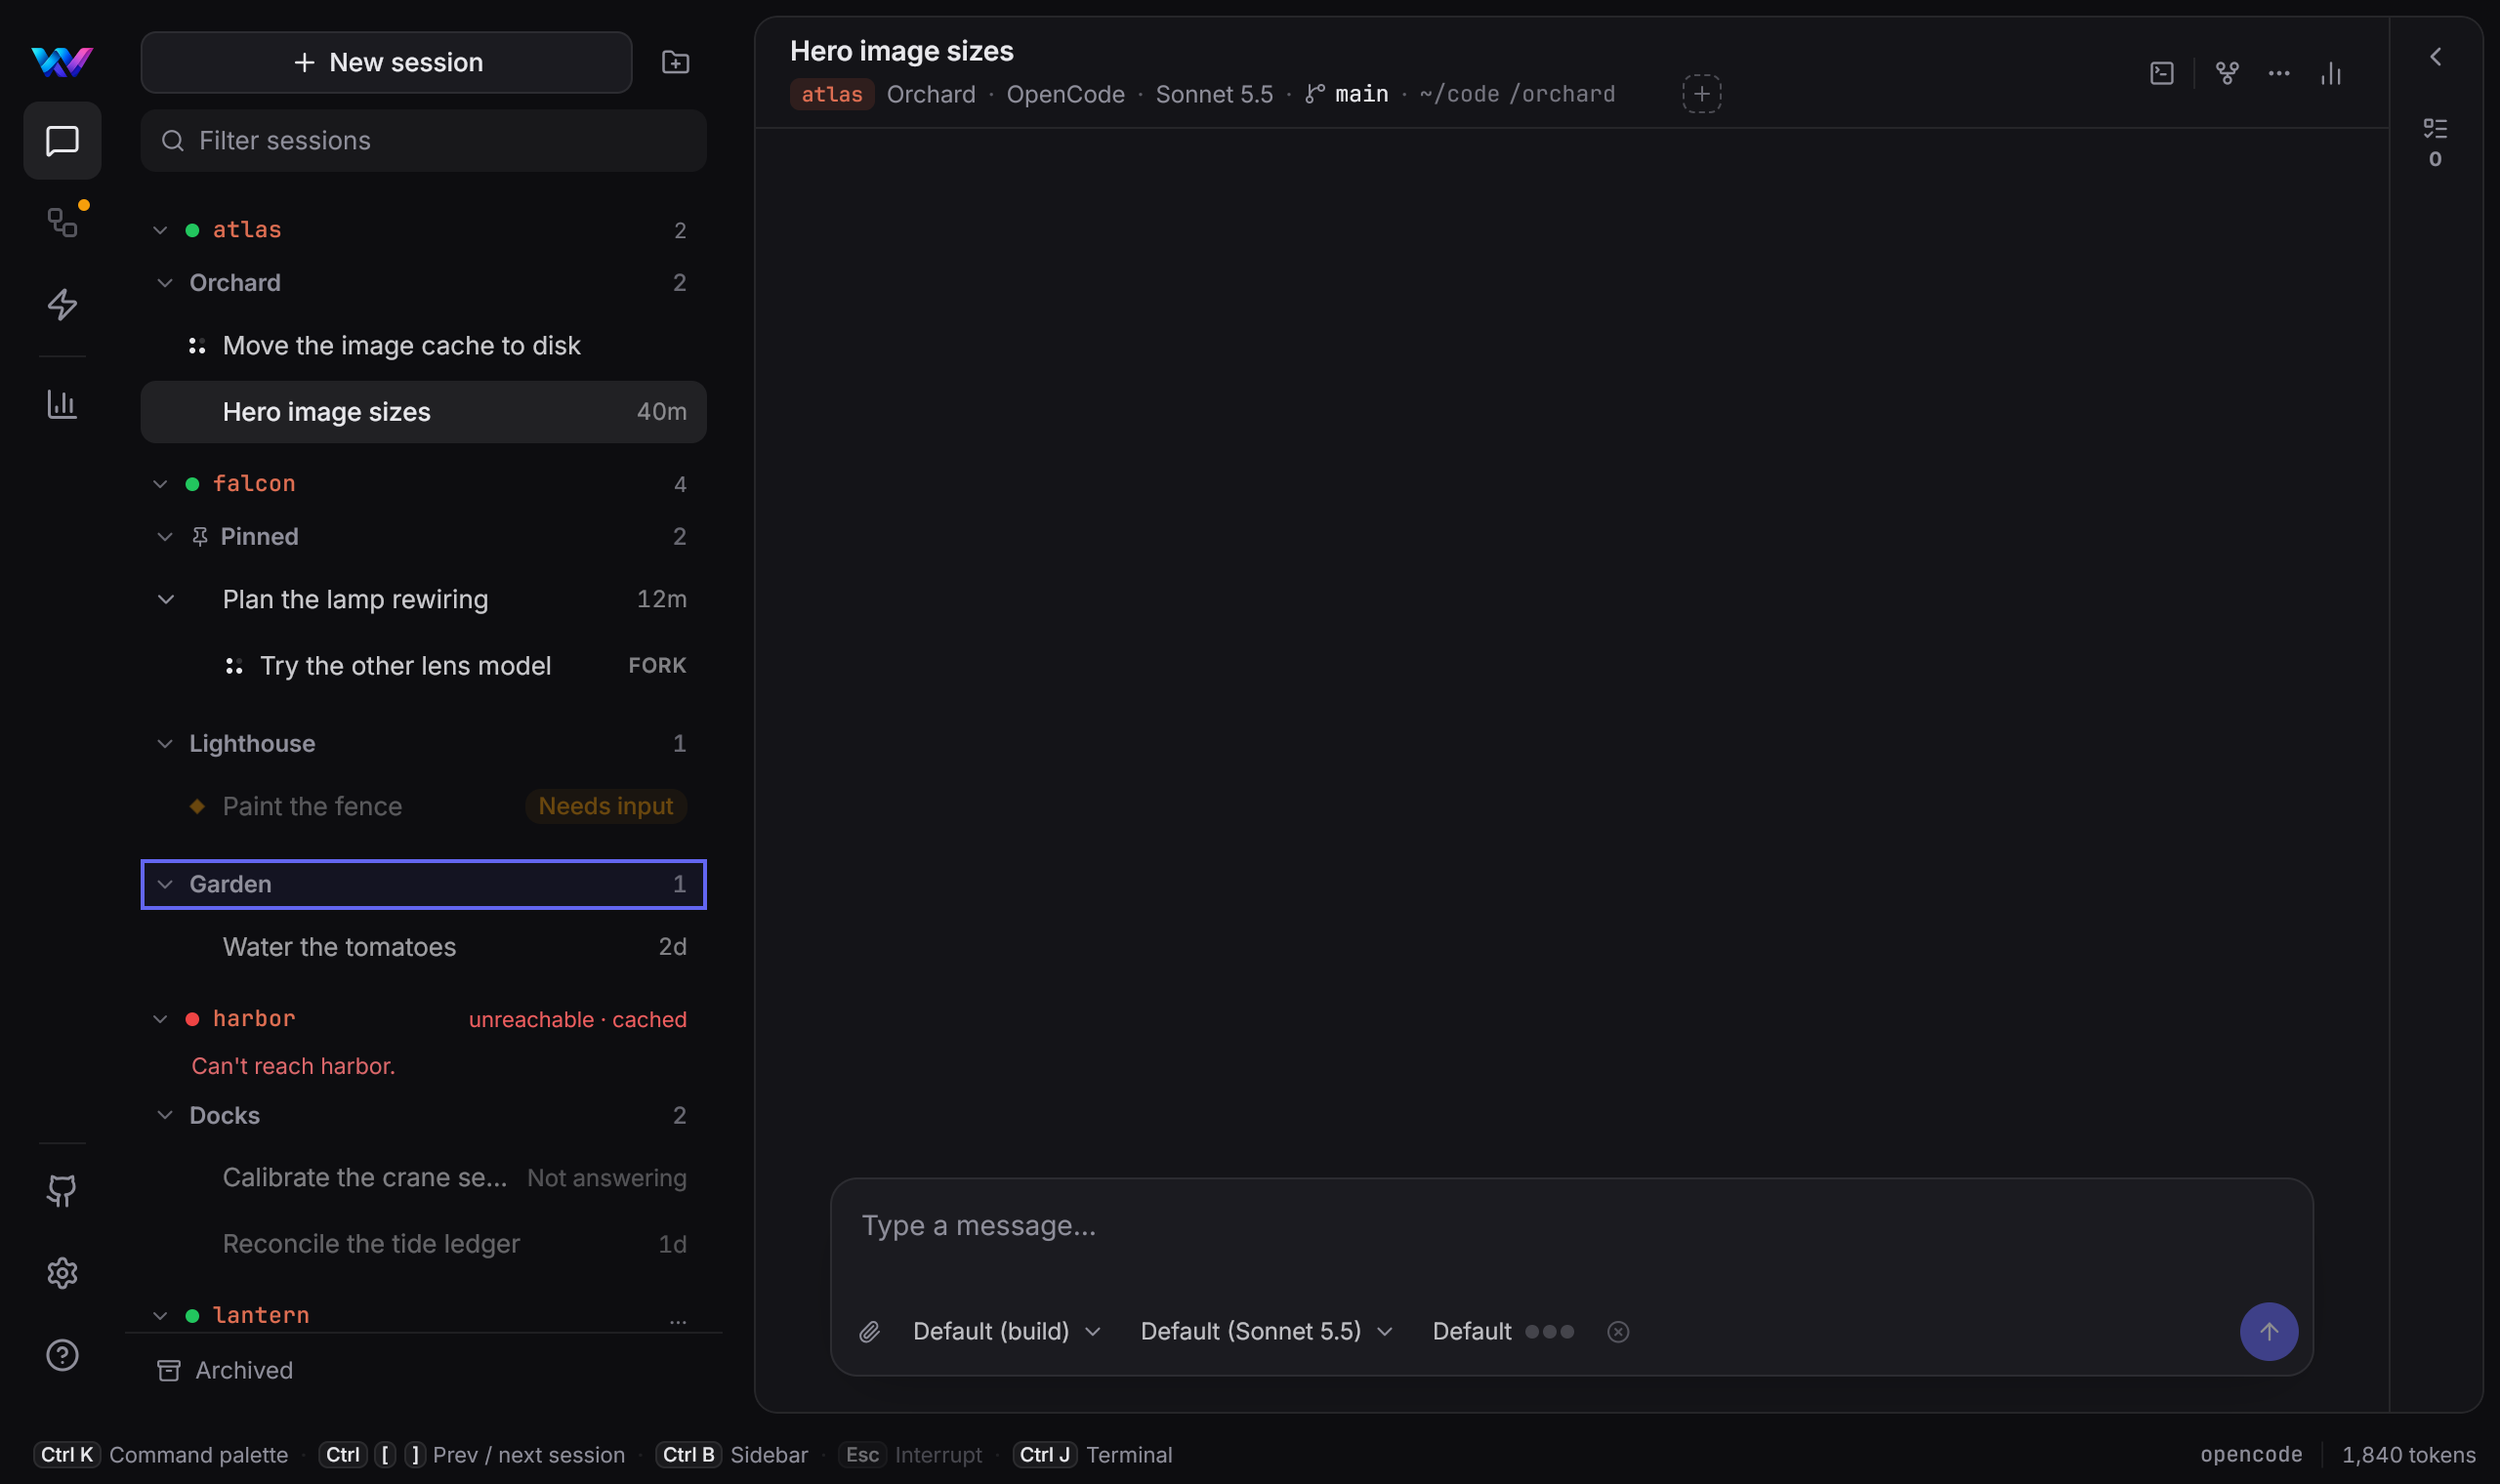 New session
Filter sessions
atlas 2
Orchard 2
Move the image cache to disk
Hero image sizes 40m
falcon 4
Pinned 2
Plan the lamp rewiring 12m
Try the other lens model FORK
Lighthouse 1
Paint the fence Needs input
Garden 1
Water the tomatoes 2d
harbor unreachable · cached
Can't reach harbor.
Docks 2
Calibrate the crane se... Not answering
Reconcile the tide ledger 1d
lantern ...
Archived
Hero image sizes
atlas Orchard · OpenCode · Sonnet 5.5 · main · ~/code /orchard
0
Type a message...
Default (build) Default (Sonnet 5.5) Default
Ctrl K Command palette · Ctrl [ ] Prev / next session · Ctrl B Sidebar · Esc Interrupt · Ctrl J Terminal
opencode 1,840 tokens